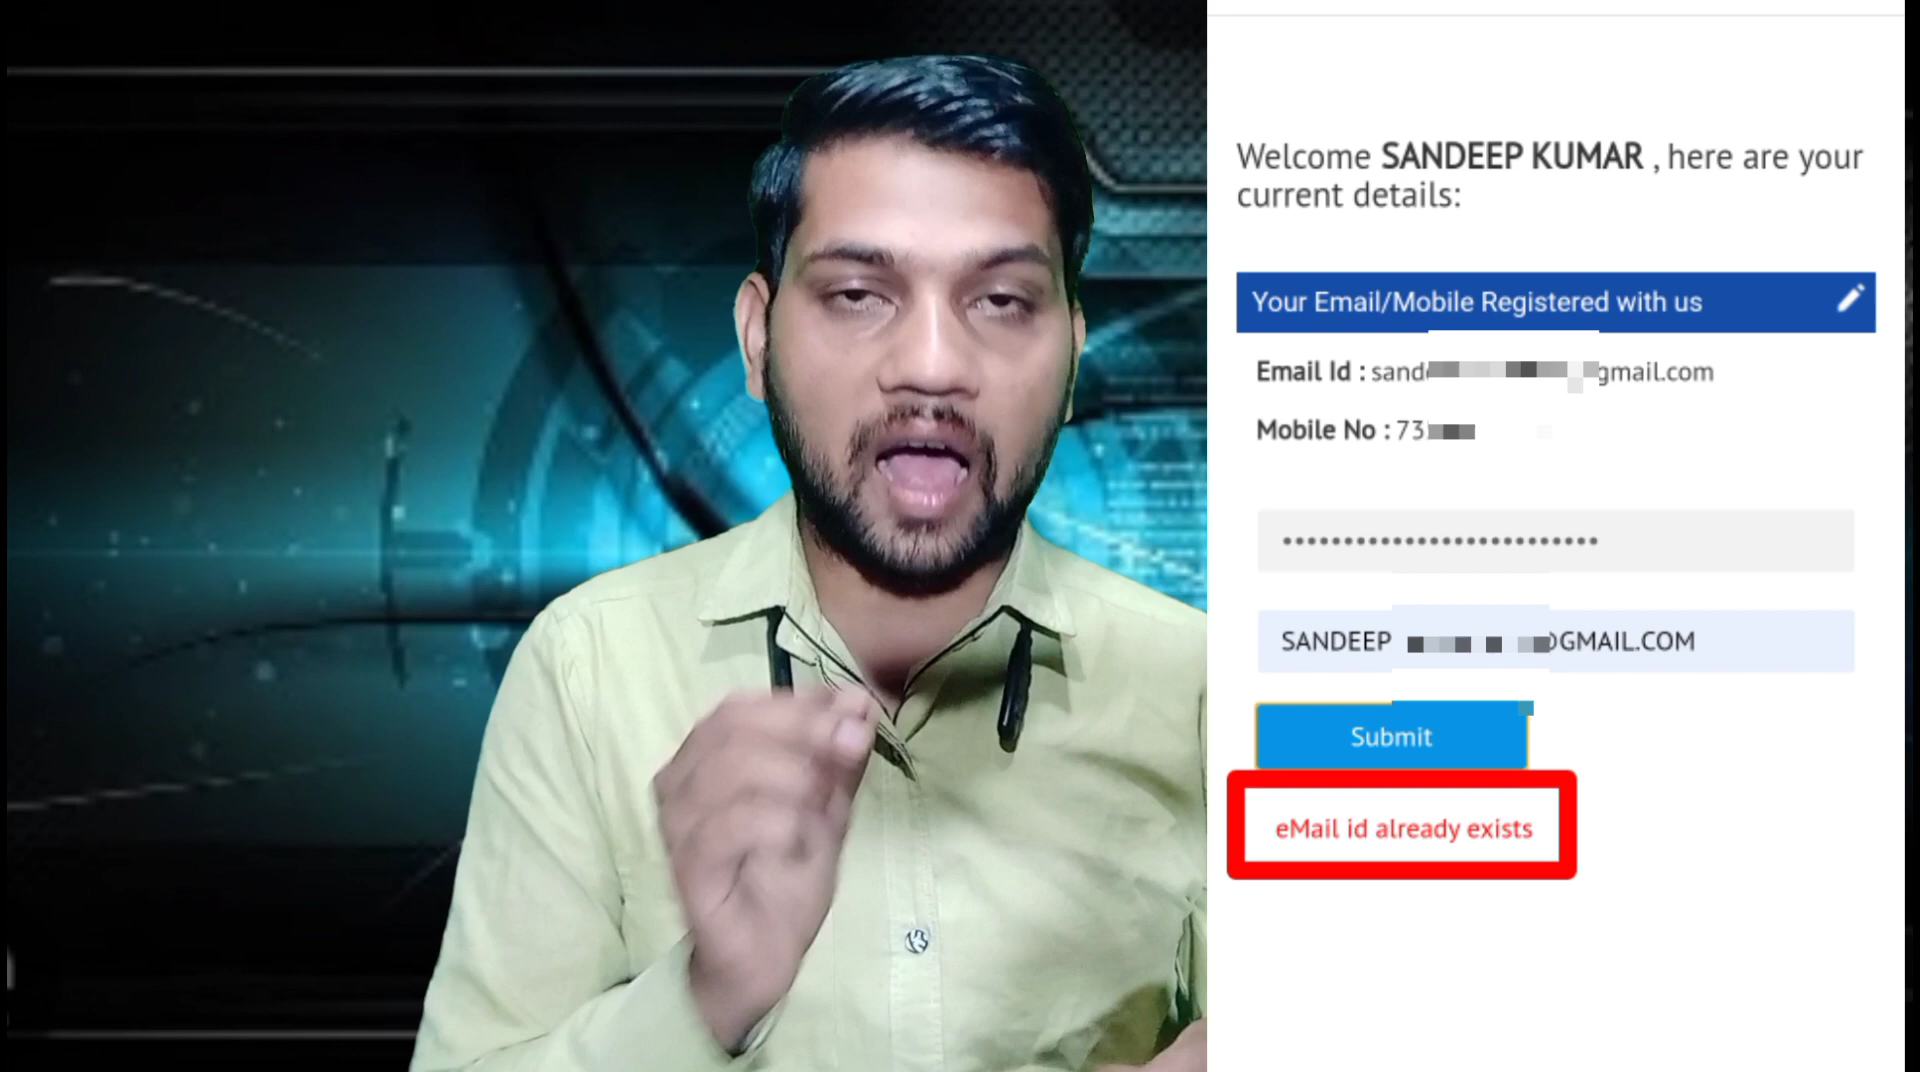 Welcome SANDEEP KUMAR , here are your
current details:
Your Email/Mobile Registered with us
Email Id : sand gmail.com
Mobile No : 73
••••••••••••••••••••••••••
SANDEEP GMAIL.COM
Submit
eMail id already exists